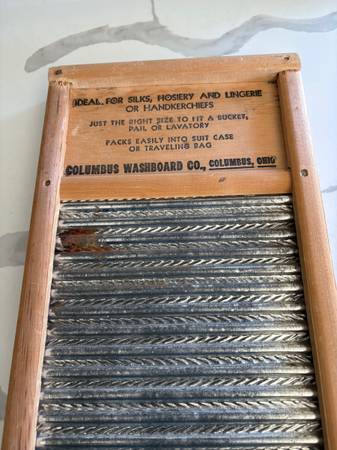 IDEAL FOR SILKS, HOSIERY AND LINGERIE
OR HANDKERCHIEFS
JUST THE RIGHT SIZE TO FIT A BUCKET,
PAIL OR LAVATORY
PACKS EASILY INTO SUIT CASE
OR TRAVELING BAG
COLUMBUS WASHBOARD CO., COLUMBUS, OHIO